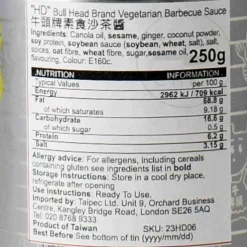 "HD" Bull Head Brand Vegetarian Barbecue Sauce
牛頭牌素食沙茶醬
Ingredients: Canola oil, sesame, ginger, coconut powder,
soy protein, soybean sauce (soybean, wheat, salt),
spices (sesame, wheat),
oats, wheat fibre, wheat flour, sugar, sesame oil,
flavouring, Colour: E160c.
250g
NUTRITION Information
Typical Values per 100 g
Energy 2962 kJ / 709 kcal
Fat 68.8 g
of which saturates 9.18 g
Carbohydrate 16.6 g
of which sugar 0.5 g
Protein 6.2 g
Salt 3.15 g
Allergy advice: For allergens, including cereals
containing gluten see ingredients list in bold
Storage Instructions: Store in a cool dry place,
refrigerate after opening
Use Instructions: Ready To Use.
Imported by: Taipec Ltd, Unit 9, Orchard Business
Centre, Kangley Bridge Road, London SE26 5AQ
Tel: 020 8768 9333
Product of Taiwan SKU: 23HD06
Best Before: See bottom of tin (yyyy/mm/dd)